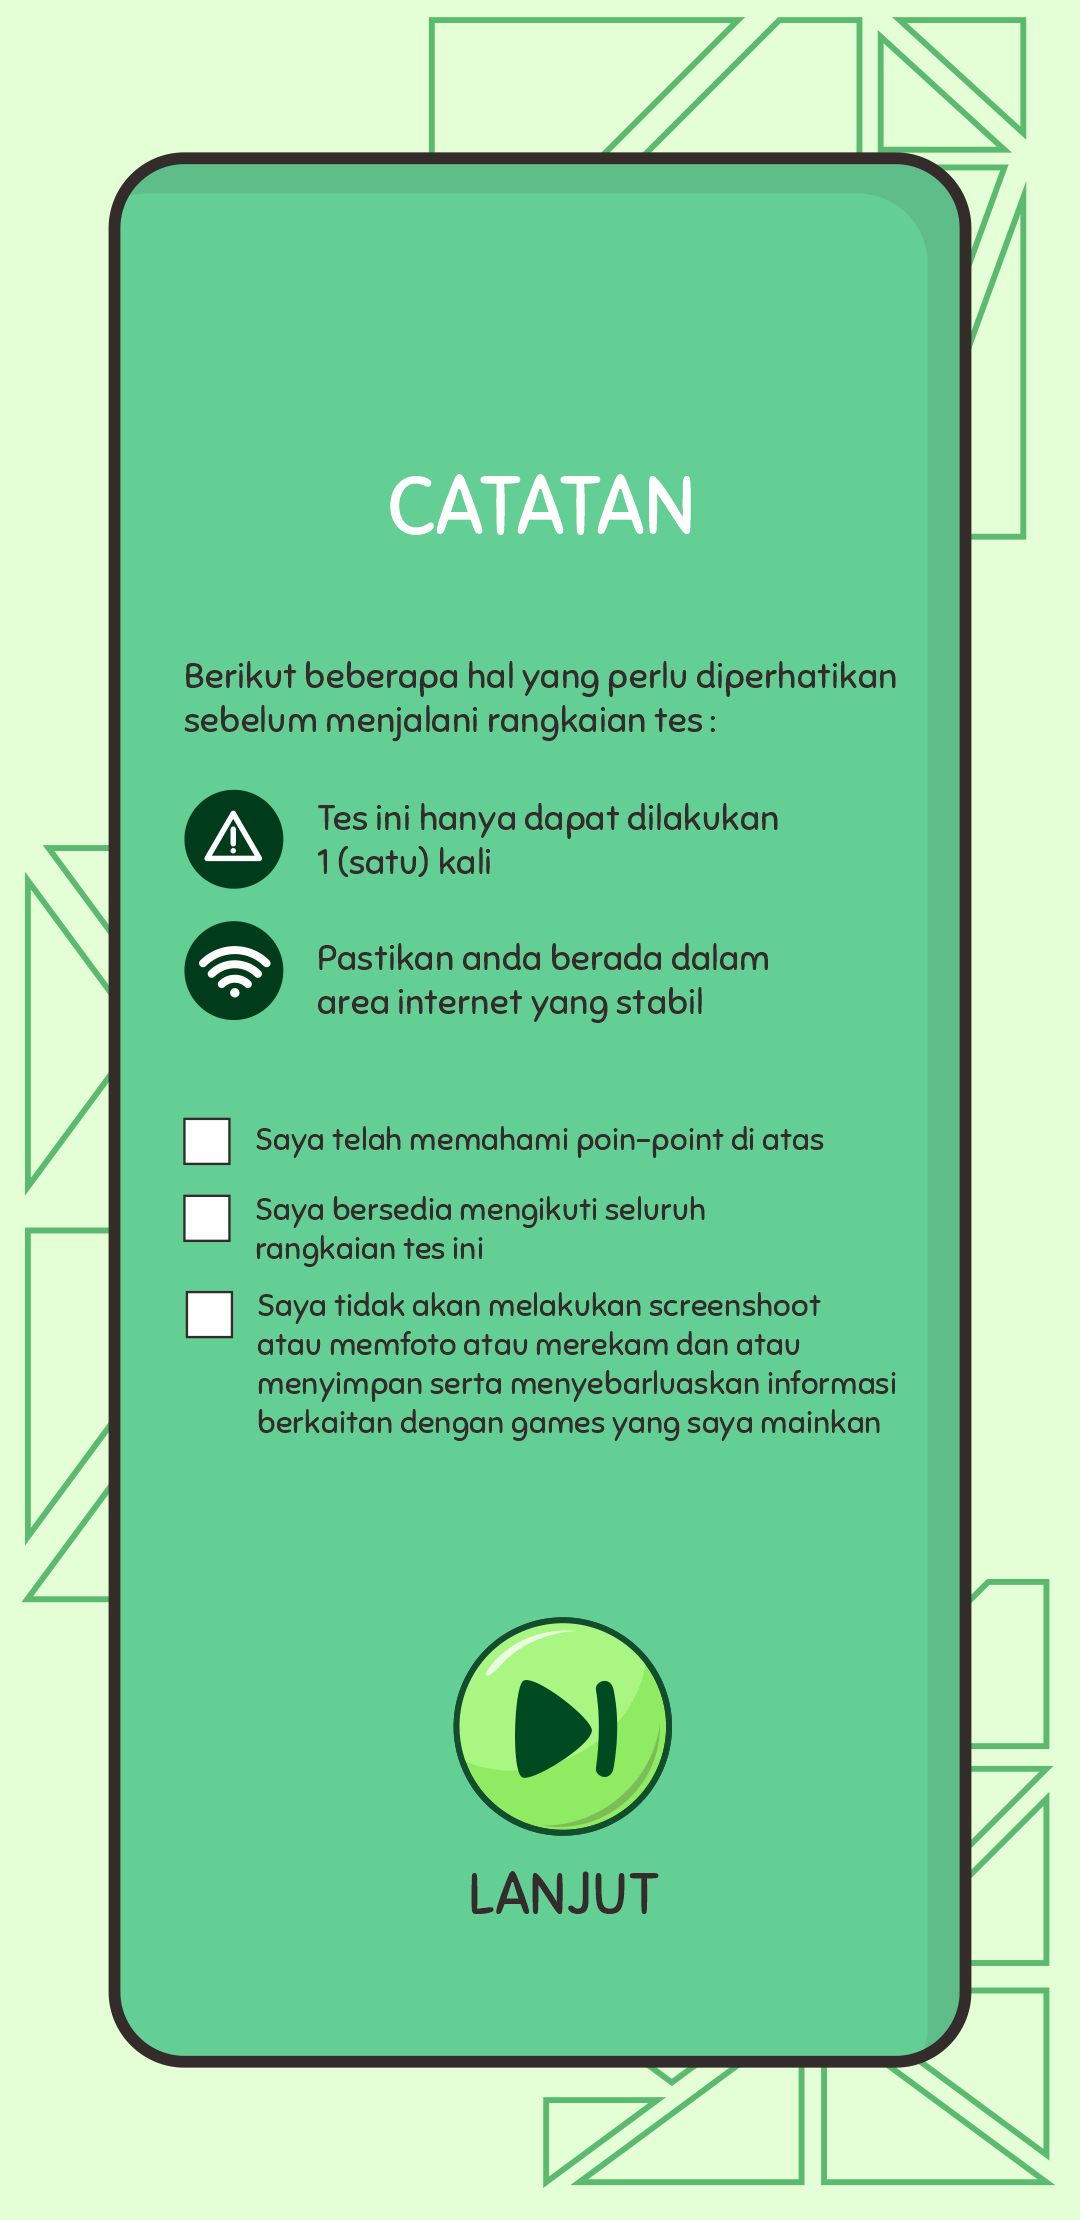 CATATAN
Berikut beberapa hal yang perlu diperhatikan
sebelum menjalani rangkaian tes :
Tes ini hanya dapat dilakukan
1 (satu) kali
Pastikan anda berada dalam
area internet yang stabil
Saya telah memahami poin-point di atas
Saya bersedia mengikuti seluruh
rangkaian tes ini
Saya tidak akan melakukan screenshoot
atau memfoto atau merekam dan atau
menyimpan serta menyebarluaskan informasi
berkaitan dengan games yang saya mainkan
LANJUT